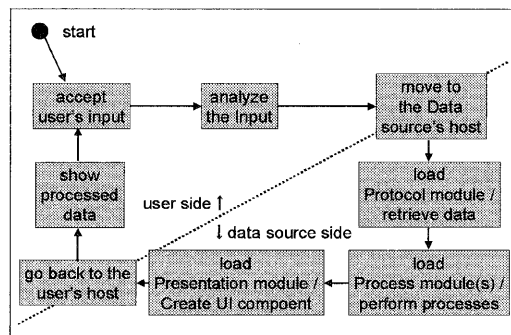 start
accept
user's input
analyze
the Input
move to
the Data
source's host
load
Protocol module /
retrieve data
show
processed
data
user side ↑
↓ data source side
go back to the
user's host
load
Presentation module /
Create UI compoent
load
Process module(s) /
perform processes